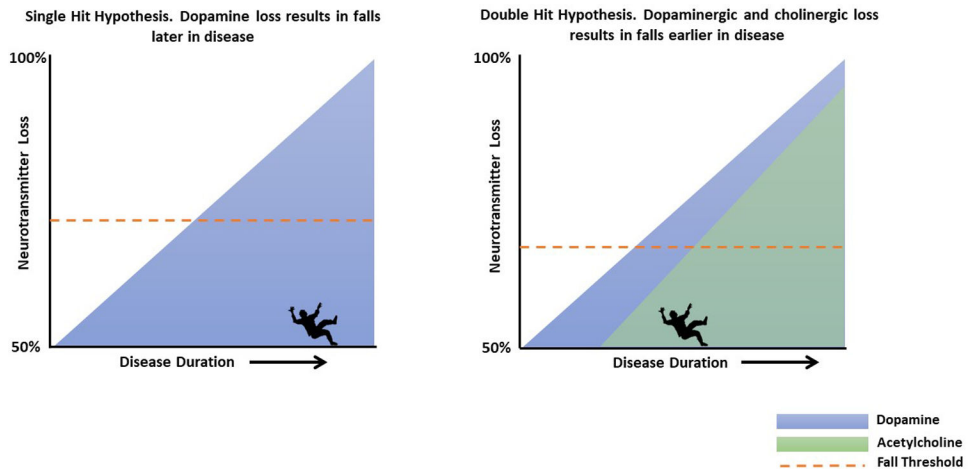 Single Hit Hypothesis. Dopamine loss results in falls
later in disease
100%
Neurotransmitter Loss
50%
Disease Duration
Double Hit Hypothesis. Dopaminergic and cholinergic loss
results in falls earlier in disease
100%
Neurotransmitter Loss
50%
Disease Duration
Dopamine
Acetylcholine
Fall Threshold